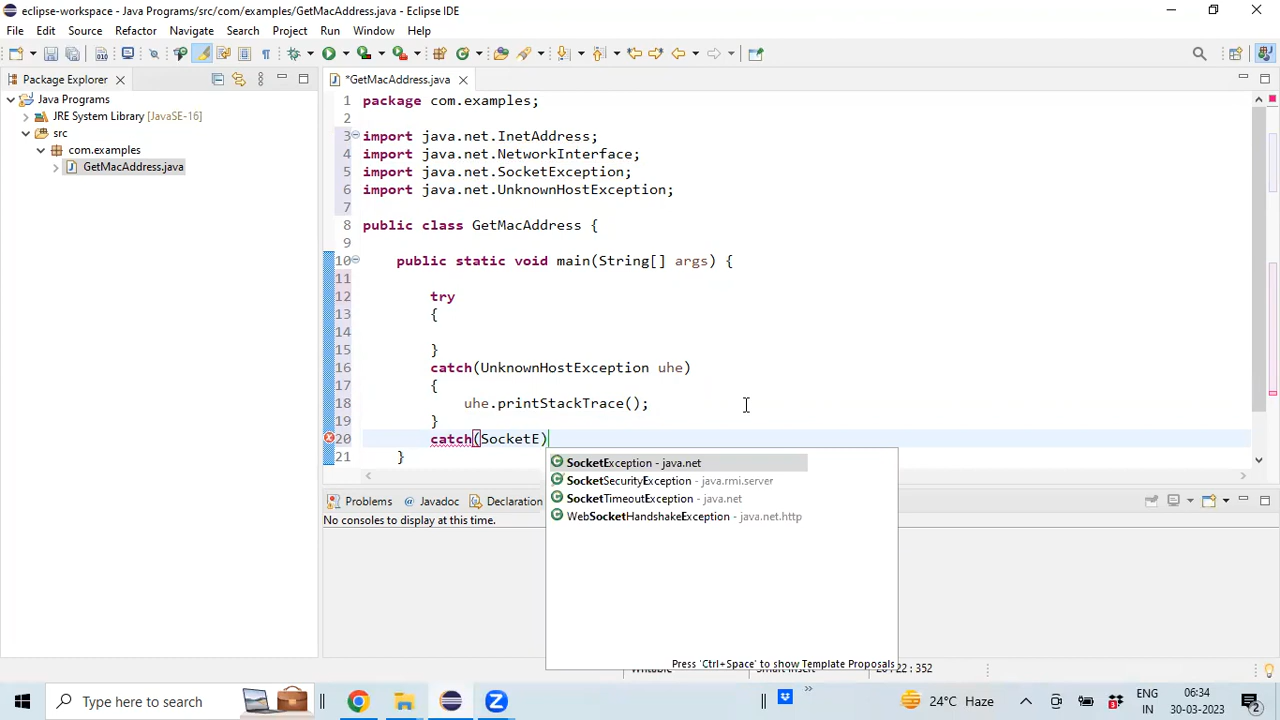 eclipse-workspace - Java Programs/src/com/examples/GetMacAddress.java - Eclipse IDE
File Edit Source Refactor Navigate Search Project Run Window Help
Package Explorer
*GetMacAddress.java
Java Programs
JRE System Library [JavaSE-16]
src
com.examples
GetMacAddress.java
1 package com.examples;
2
3 import java.net.InetAddress;
4 import java.net.NetworkInterface;
5 import java.net.SocketException;
6 import java.net.UnknownHostException;
7
8 public class GetMacAddress {
9
10 public static void main(String[] args) {
11
12 try
13 {
14
15 }
16 catch(UnknownHostException uhe)
17 {
18 uhe.printStackTrace();
19 }
20 catch(SocketE)
21 }
SocketException - java.net
SocketSecurityException - java.rmi.server
SocketTimeoutException - java.net
WebSocketHandshakeException - java.net.http
Press 'Ctrl+Space' to show Template Proposals
Problems @ Javadoc Declaration
No consoles to display at this time.
Type here to search
24°C Haze
ENG
IN
00:34
30-03-2023